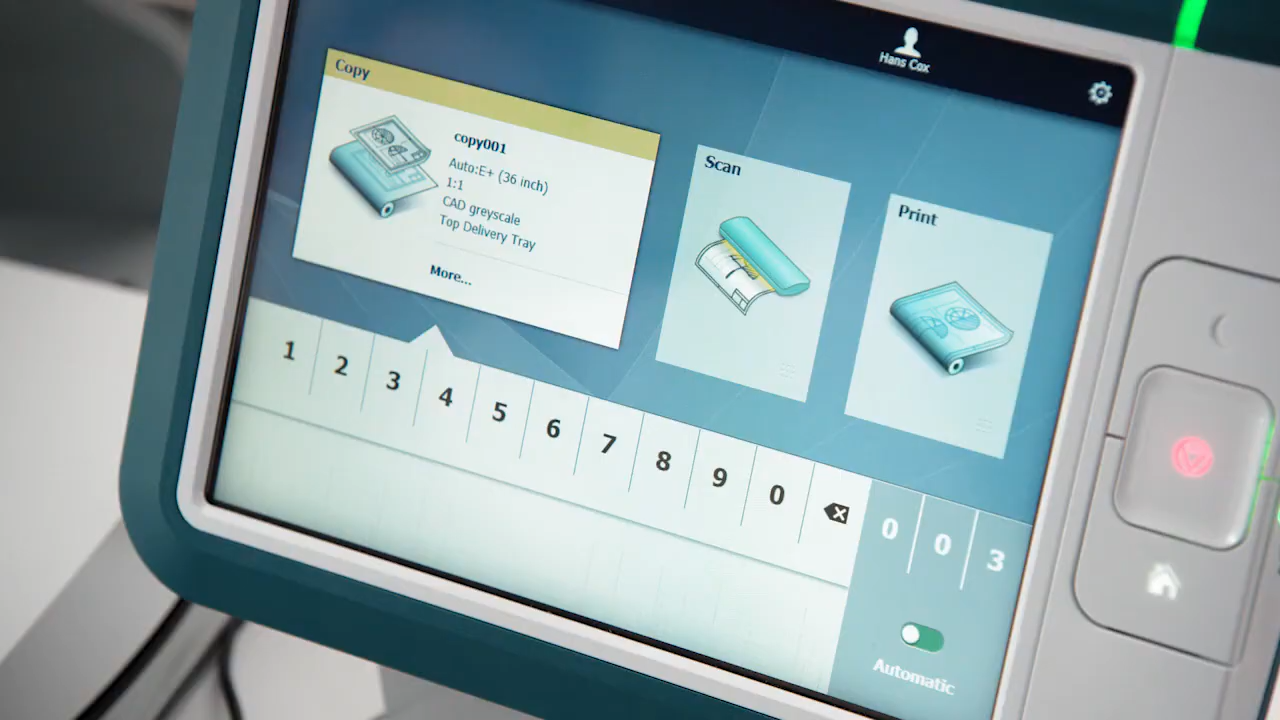 Hans Cox
Copy
copy001
Auto:E+ (36 inch)
1:1
CAD greyscale
Top Delivery Tray
More...
Scan
Print
1 2 3 4 5 6 7 8 9 0
0 0 3
Automatic